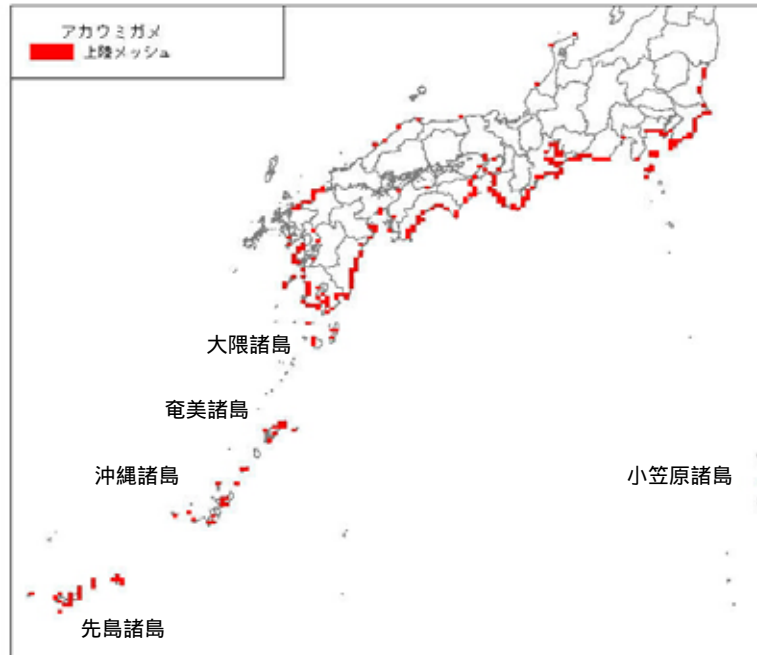 アカウミガメ
上陸メッシュ
大隈諸島
奄美諸島
沖縄諸島
小笠原諸島
先島諸島